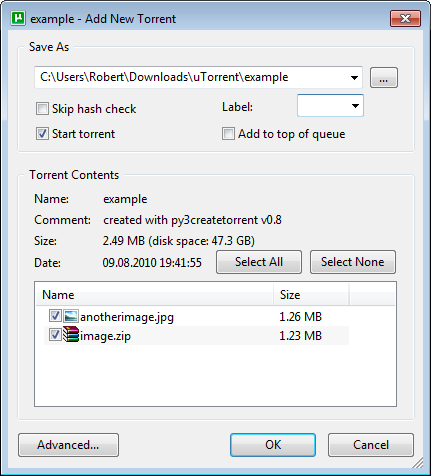 example - Add New Torrent
Save As
C:\Users\Robert\Downloads\uTorrent\example
...
Skip hash check
Label:
Start torrent
Add to top of queue
Torrent Contents
Name: example
Comment: created with py3createtorrent v0.8
Size: 2.49 MB (disk space: 47.3 GB)
Date: 09.08.2010 19:41:55
Select All
Select None
Name Size
anotherimage.jpg 1.26 MB
image.zip 1.23 MB
Advanced... OK Cancel